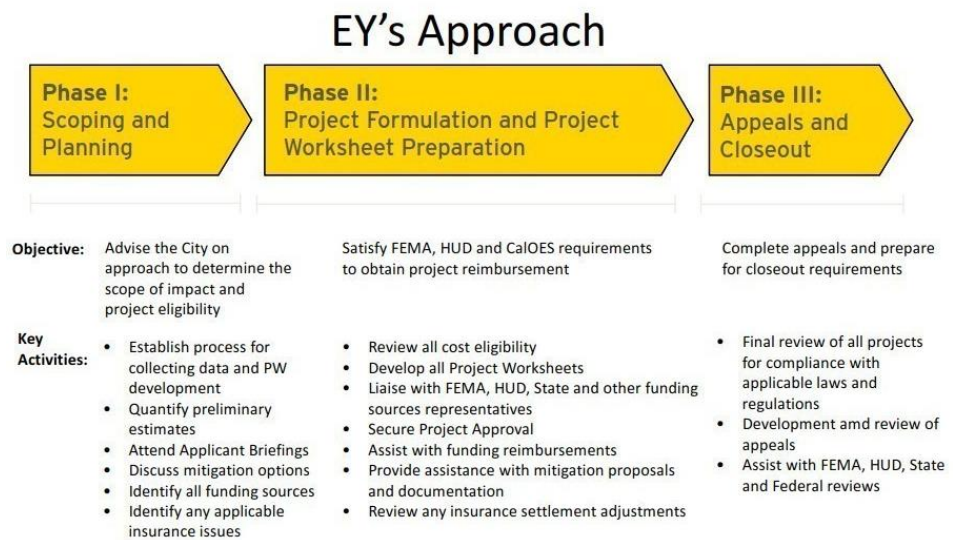 EY's Approach
Phase I:
Scoping and
Planning
Phase II:
Project Formulation and Project
Worksheet Preparation
Phase III:
Appeals and
Closeout
Objective:
Advise the City on
approach to determine the
scope of impact and
project eligibility
Satisfy FEMA, HUD and CalOES requirements
to obtain project reimbursement
Complete appeals and prepare
for closeout requirements
Key
Activities:
• Establish process for
collecting data and PW
development
• Quantify preliminary
estimates
• Attend Applicant Briefings
• Discuss mitigation options
• Identify all funding sources
• Identify any applicable
insurance issues
• Review all cost eligibility
• Develop all Project Worksheets
• Liaise with FEMA, HUD, State and other funding
sources representatives
• Secure Project Approval
• Assist with funding reimbursements
• Provide assistance with mitigation proposals
and documentation
• Review any insurance settlement adjustments
• Final review of all projects
for compliance with
applicable laws and
regulations
• Development amd review of
appeals
• Assist with FEMA, HUD, State
and Federal reviews